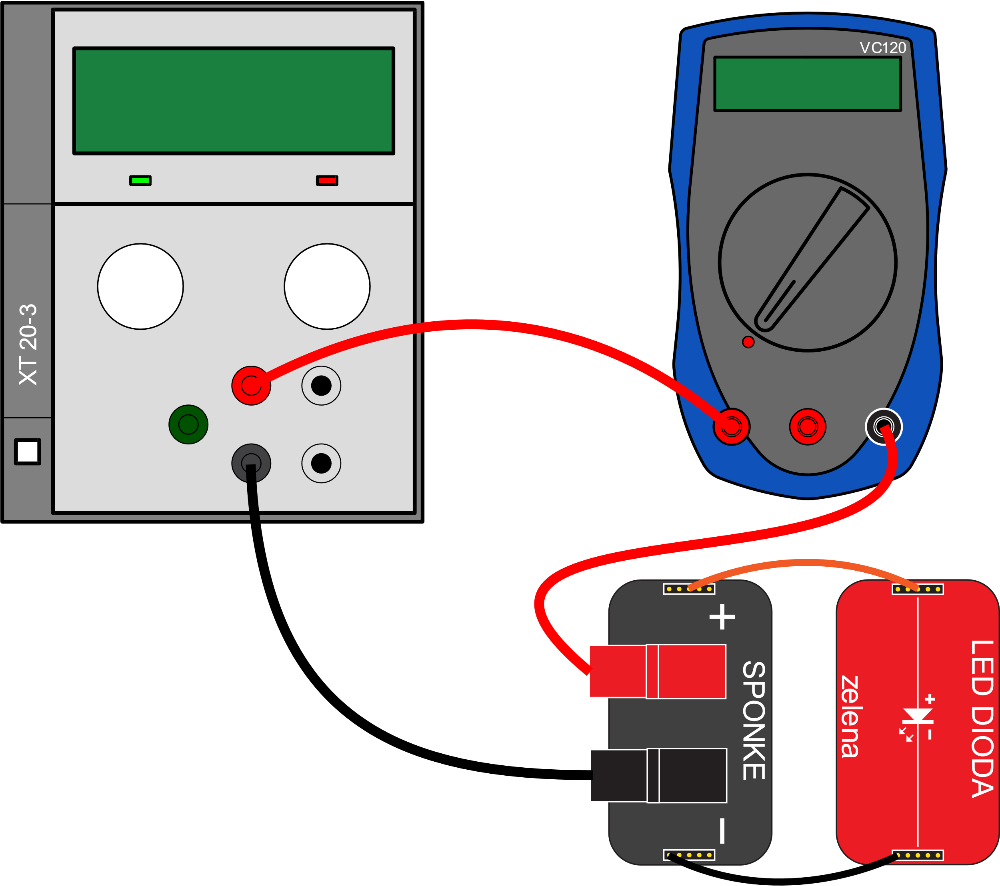 VC120
XT 20-3
+
SPONKE
−
zelena
+
-
LED DIODA